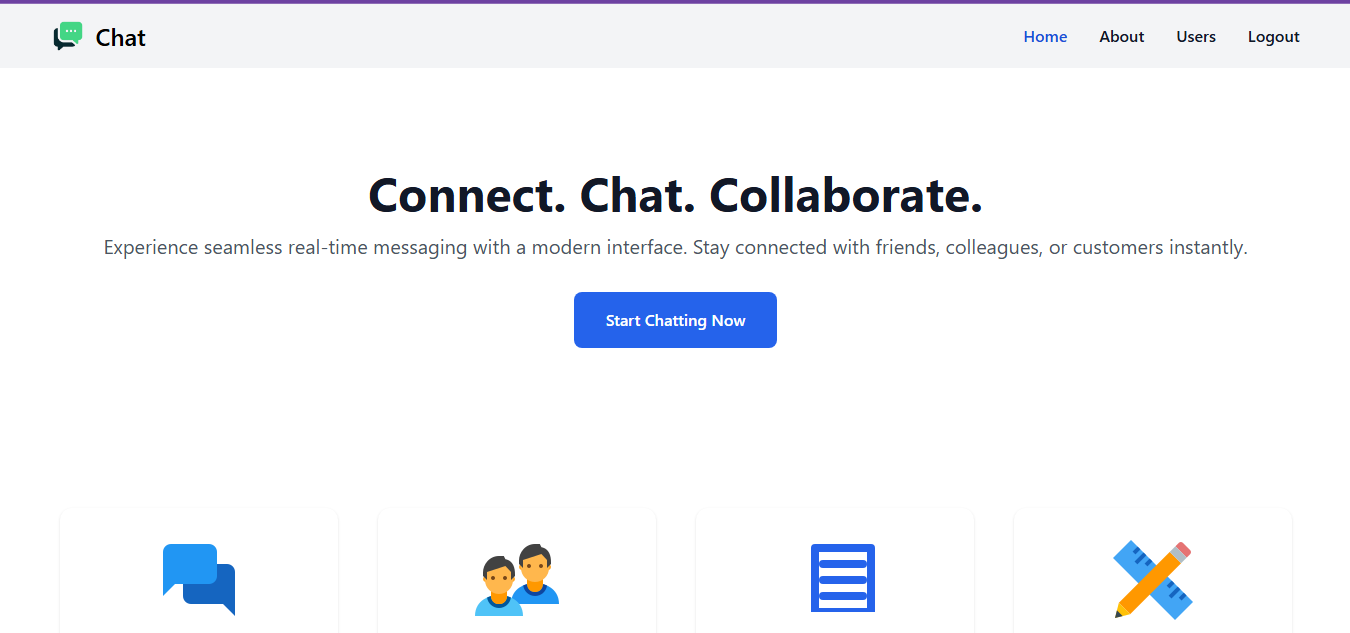 Chat
Home About Users Logout
Connect. Chat. Collaborate.
Experience seamless real-time messaging with a modern interface. Stay connected with friends, colleagues, or customers instantly.
Start Chatting Now